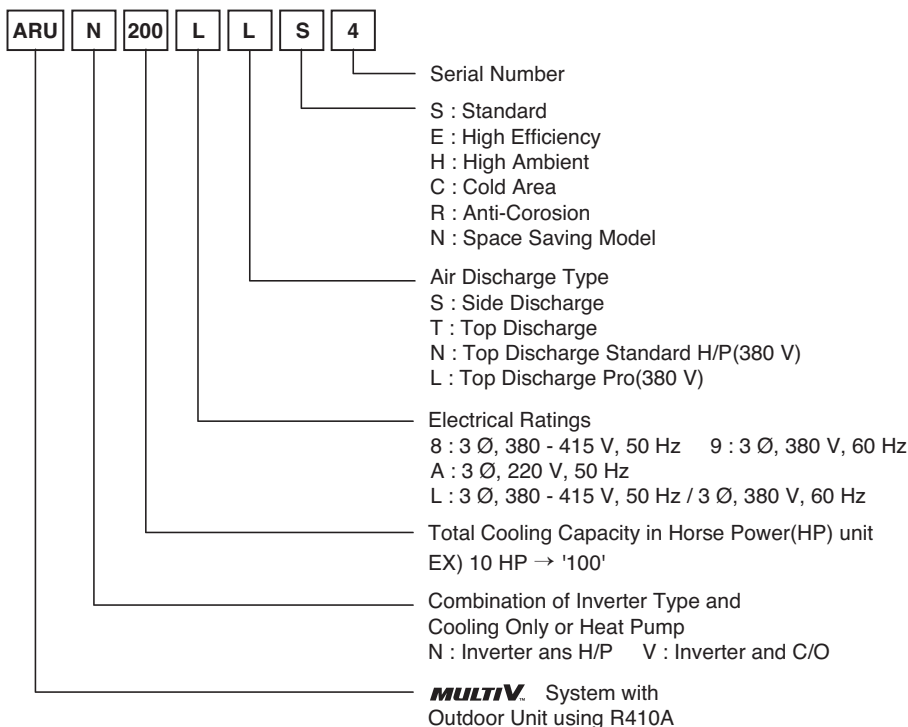 ARU N 200 L L S 4
Serial Number
S : Standard
E : High Efficiency
H : High Ambient
C : Cold Area
R : Anti-Corosion
N : Space Saving Model
Air Discharge Type
S : Side Discharge
T : Top Discharge
N : Top Discharge Standard H/P(380 V)
L : Top Discharge Pro(380 V)
Electrical Ratings
8 : 3 Ø, 380 - 415 V, 50 Hz 9 : 3 Ø, 380 V, 60 Hz
A : 3 Ø, 220 V, 50 Hz
L : 3 Ø, 380 - 415 V, 50 Hz / 3 Ø, 380 V, 60 Hz
Total Cooling Capacity in Horse Power(HP) unit
EX) 10 HP → '100'
Combination of Inverter Type and
Cooling Only or Heat Pump
N : Inverter ans H/P V : Inverter and C/O
MULTI V. System with
Outdoor Unit using R410A